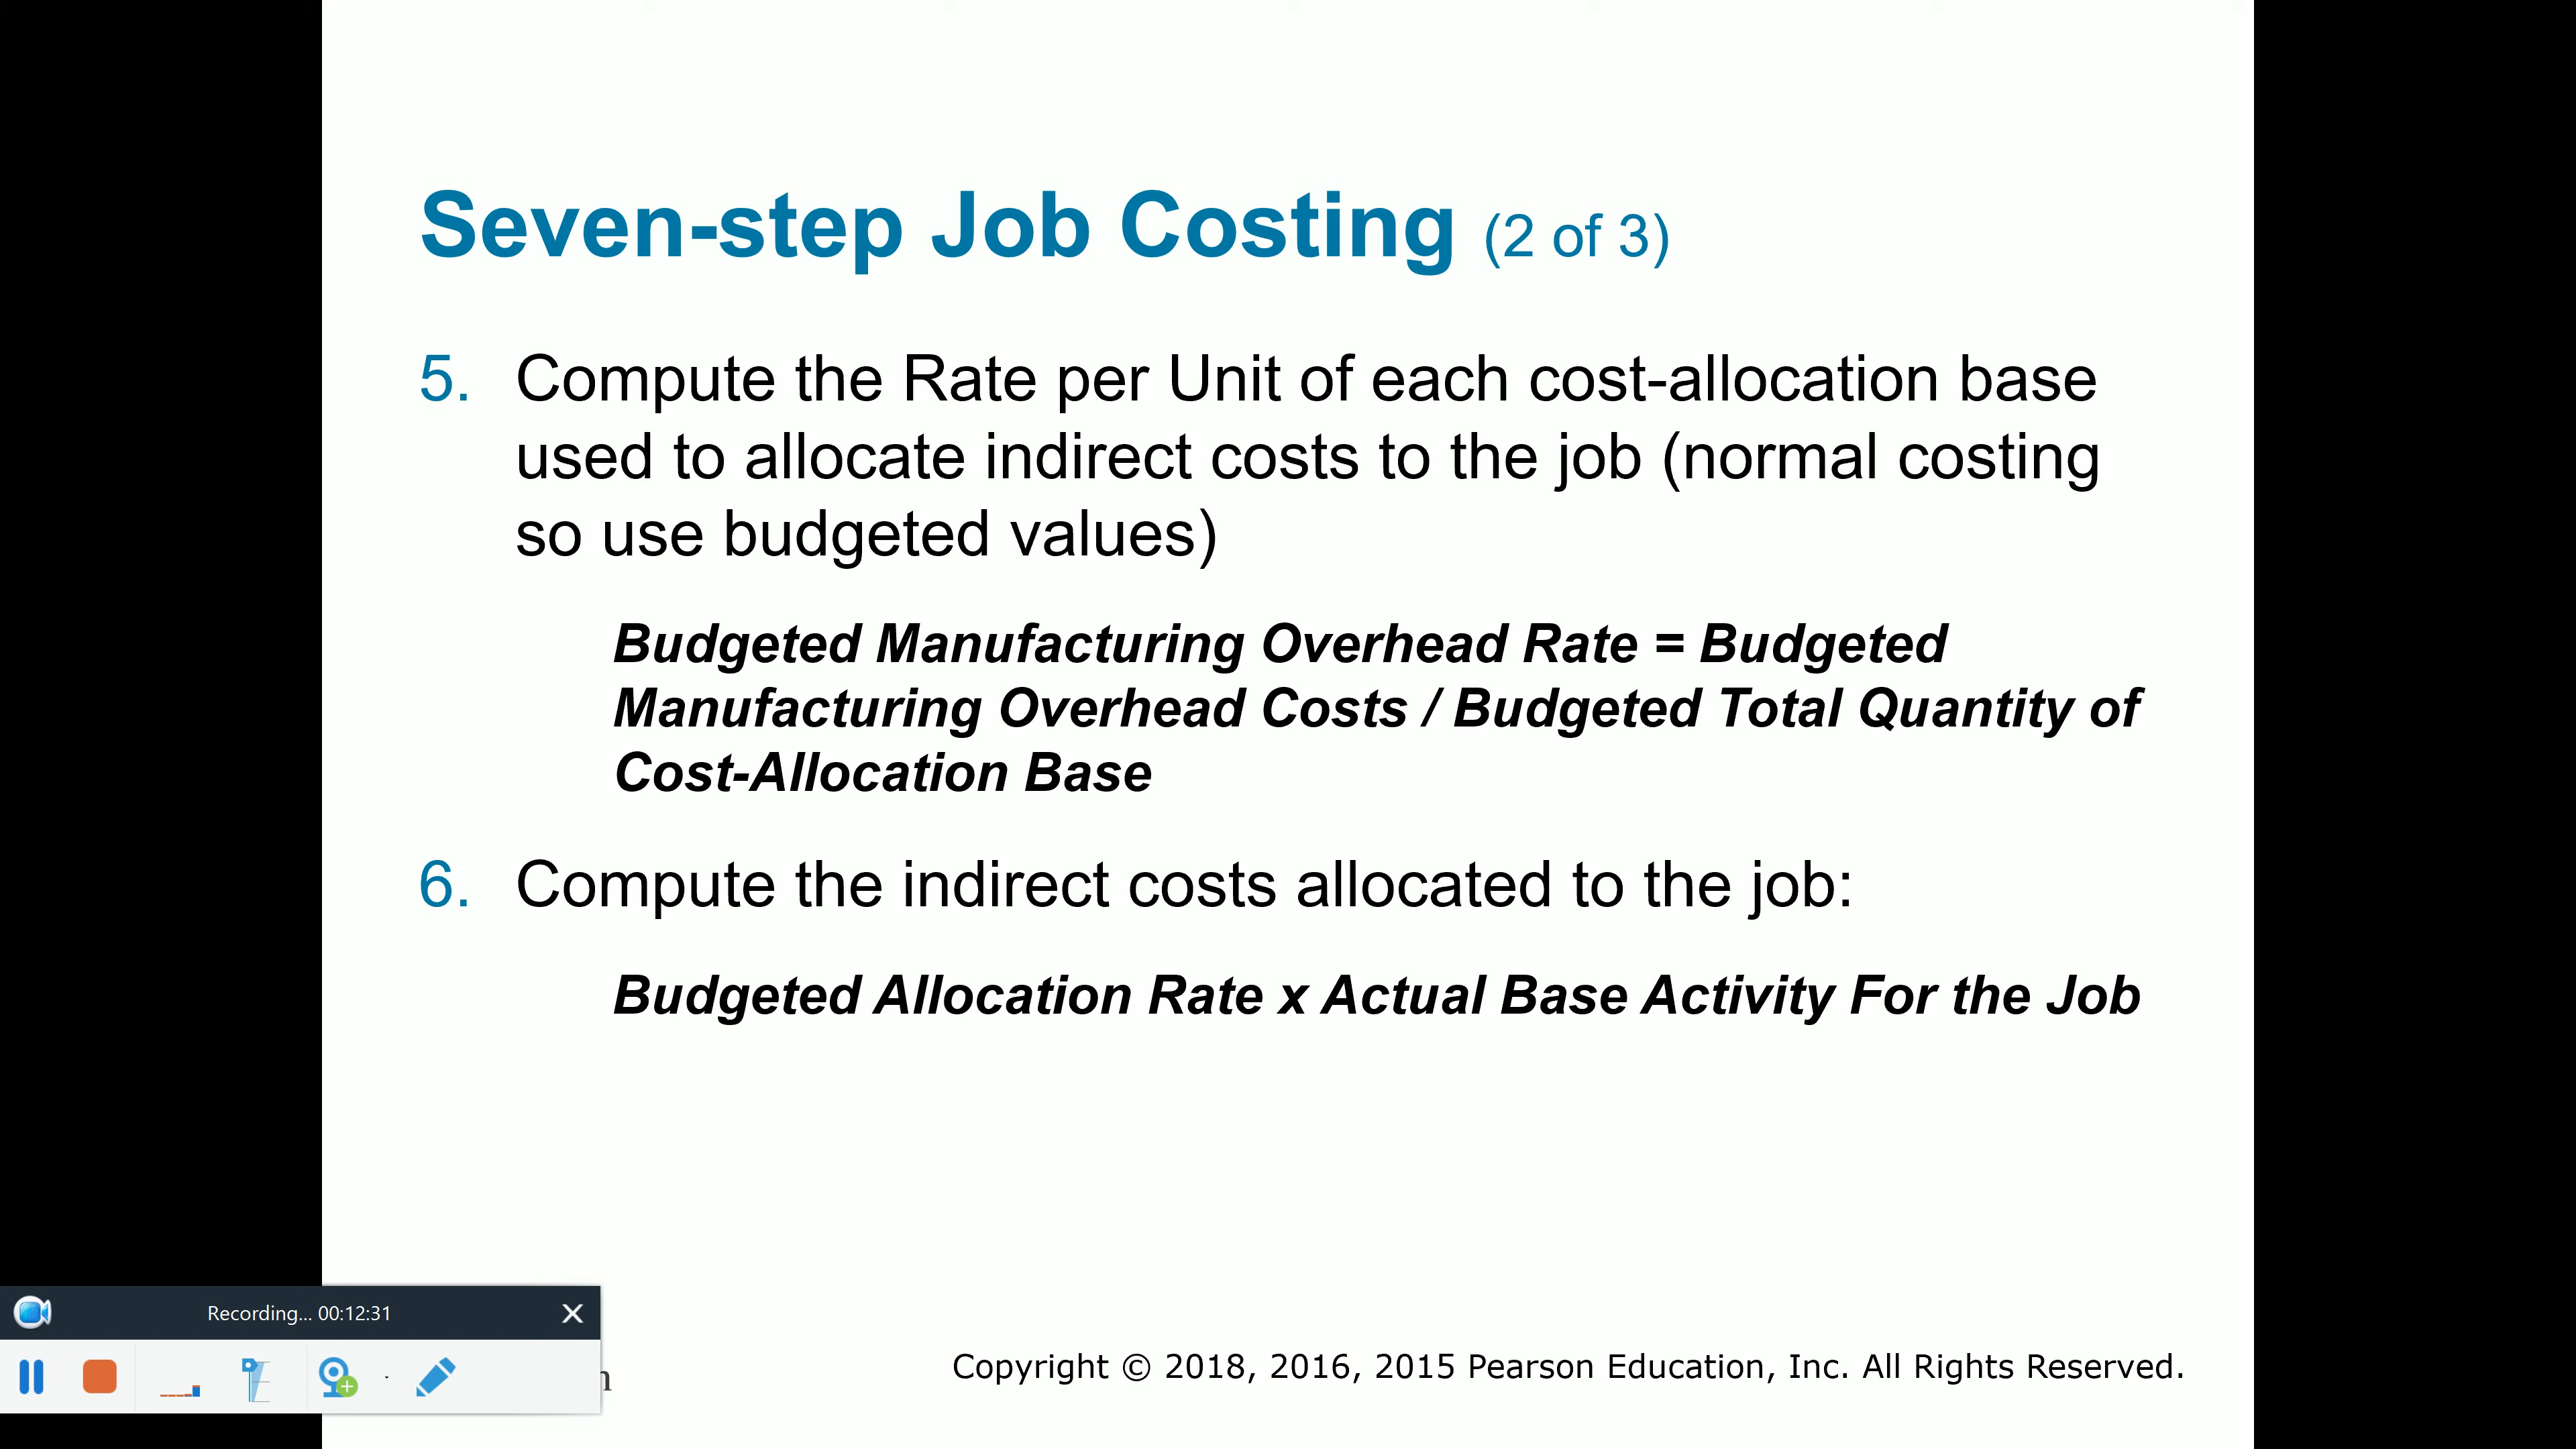 Seven-step Job Costing (2 of 3)
5. Compute the Rate per Unit of each cost-allocation base
used to allocate indirect costs to the job (normal costing
so use budgeted values)
Budgeted Manufacturing Overhead Rate = Budgeted
Manufacturing Overhead Costs / Budgeted Total Quantity of
Cost-Allocation Base
6. Compute the indirect costs allocated to the job:
Budgeted Allocation Rate x Actual Base Activity For the Job
Recording... 00:12:31
Copyright © 2018, 2016, 2015 Pearson Education, Inc. All Rights Reserved.